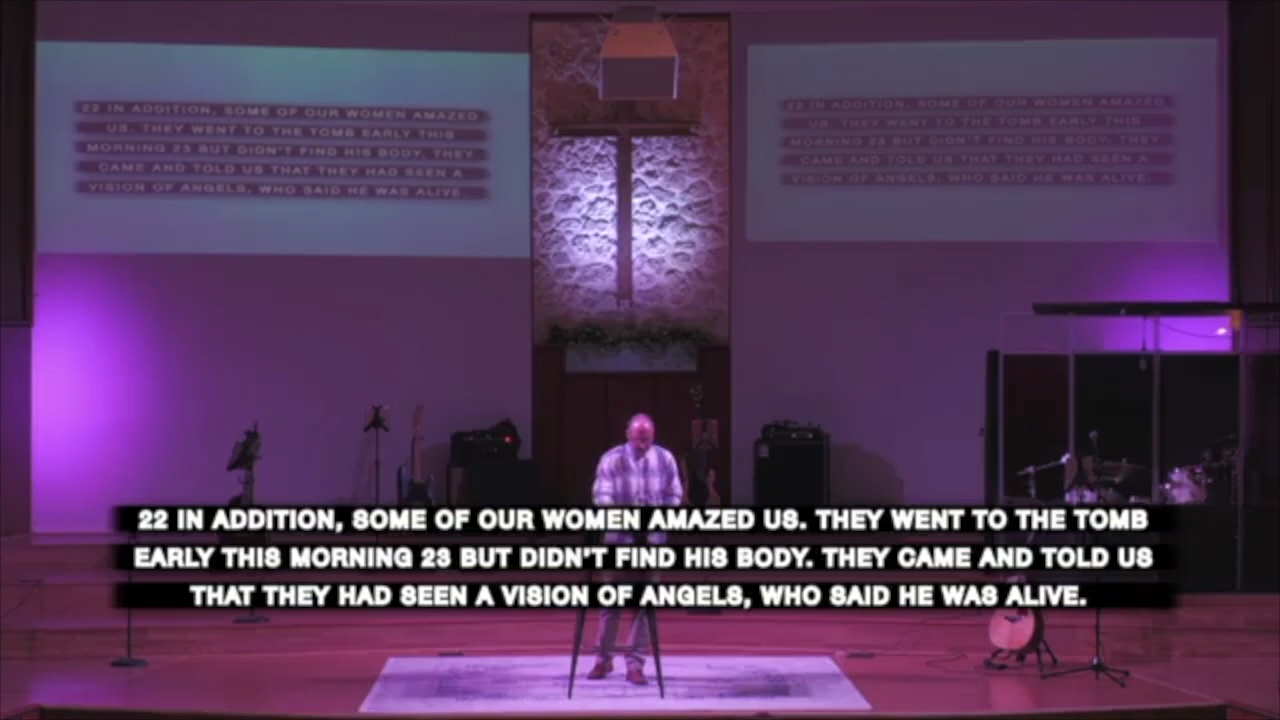 22 IN ADDITION, SOME OF OUR WOMEN AMAZED
US. THEY WENT TO THE TOMB EARLY THIS
MORNING 23 BUT DIDN'T FIND HIS BODY. THEY
CAME AND TOLD US THAT THEY HAD SEEN A
VISION OF ANGELS, WHO SAID HE WAS ALIVE.
22 IN ADDITION, SOME OF OUR WOMEN AMAZED
US. THEY WENT TO THE TOMB EARLY THIS
MORNING 23 BUT DIDN'T FIND HIS BODY. THEY
CAME AND TOLD US THAT THEY HAD SEEN A
VISION OF ANGELS, WHO SAID HE WAS ALIVE.
22 IN ADDITION, SOME OF OUR WOMEN AMAZED US. THEY WENT TO THE TOMB
EARLY THIS MORNING 23 BUT DIDN'T FIND HIS BODY. THEY CAME AND TOLD US
THAT THEY HAD SEEN A VISION OF ANGELS, WHO SAID HE WAS ALIVE.